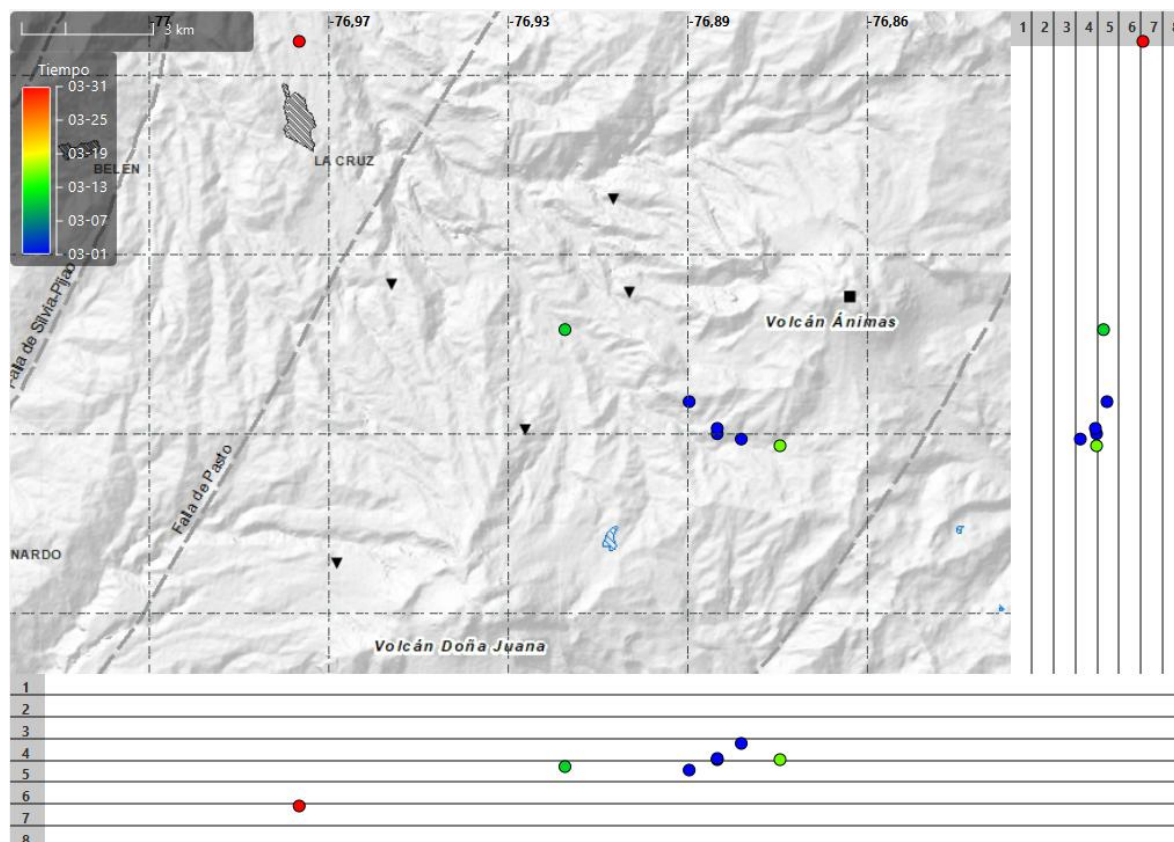 77 76,97 76,93 76,89 76,86
3 km
Tiempo
03-31
03-25
03-19
03-13
03-07
03-01
BELÉN
LA CRUZ
Falla de Silvia-Pijao
Volcán Ánimas
Falla de Pasto
NARDO
Volcán Doña Juana
1 2 3 4 5 6 7 8
1
2
3
4
5
6
7
8